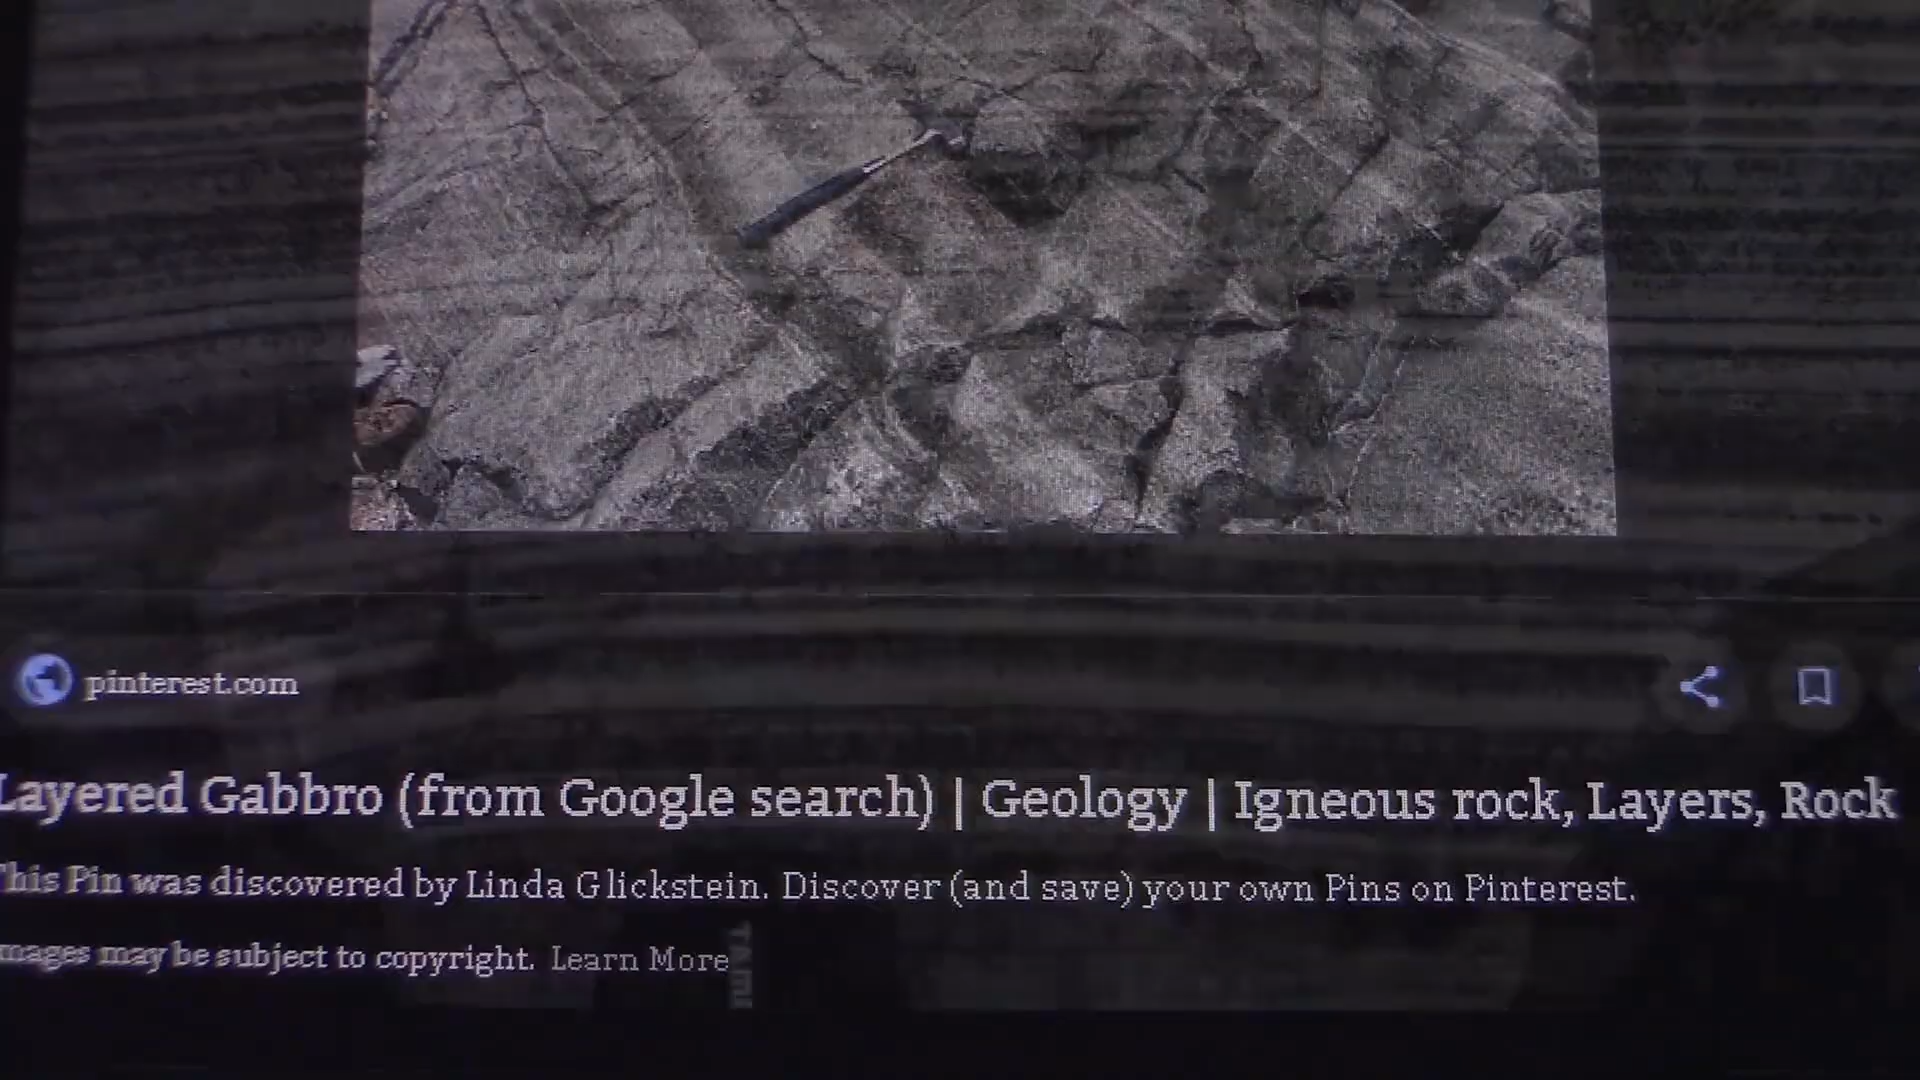 pinterest.com
Layered Gabbro (from Google search) | Geology | Igneous rock, Layers, Rock
This Pin was discovered by Linda Glickstein. Discover (and save) your own Pins on Pinterest.
mages may be subject to copyright. Learn More